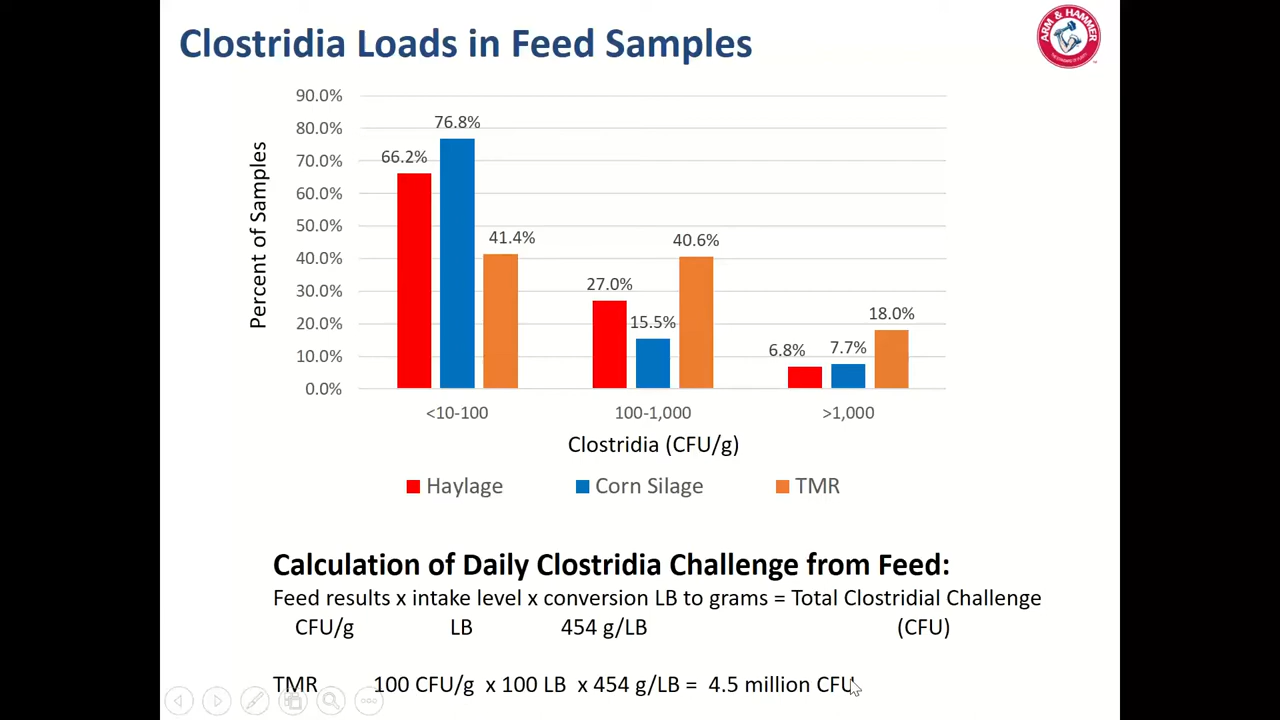 Clostridia Loads in Feed Samples
ARM & HAMMER
90.0%
80.0%
70.0%
60.0%
50.0%
40.0%
30.0%
20.0%
10.0%
0.0%
Percent of Samples
66.2%
76.8%
41.4%
27.0%
15.5%
40.6%
6.8%
7.7%
18.0%
<10-100
100-1,000
>1,000
Clostridia (CFU/g)
Haylage
Corn Silage
TMR
Calculation of Daily Clostridia Challenge from Feed:
Feed results x intake level x conversion LB to grams = Total Clostridial Challenge
CFU/g LB 454 g/LB (CFU)
TMR 100 CFU/g x 100 LB x 454 g/LB = 4.5 million CFU